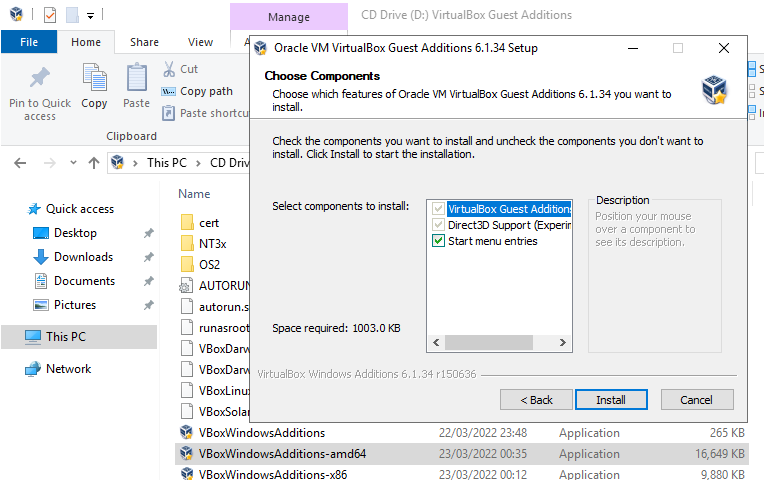 Manage
CD Drive (D:) VirtualBox Guest Additions
File
Home
Share
View
Pin to Quick
access
Copy
Paste
Cut
Copy path
Paste shortcu
Clipboard
This PC
CD Drive
Quick access
Desktop
Downloads
Documents
Pictures
This PC
Network
Name
cert
NT3x
OS2
AUTORUN
autorun.s
runasroot
VBoxDarw
VBoxDarw
VBoxLinux
VBoxSolar
VBoxWindowsAdditions 22/03/2022 23:48 Application 265 KB
VBoxWindowsAdditions-amd64 23/03/2022 00:35 Application 16,649 KB
VBoxWindowsAdditions-x86 23/03/2022 00:12 Application 9,880 KB
Oracle VM VirtualBox Guest Additions 6.1.34 Setup
Choose Components
Choose which features of Oracle VM VirtualBox Guest Additions 6.1.34 you want to
install.
Check the components you want to install and uncheck the components you don't want to
install. Click Install to start the installation.
Select components to install:
VirtualBox Guest Additions
Direct3D Support (Experin
Start menu entries
Description
Position your mouse
over a component to
see its description.
Space required: 1003.0 KB
VirtualBox Windows Additions 6.1.34 r150636
< Back
Install
Cancel